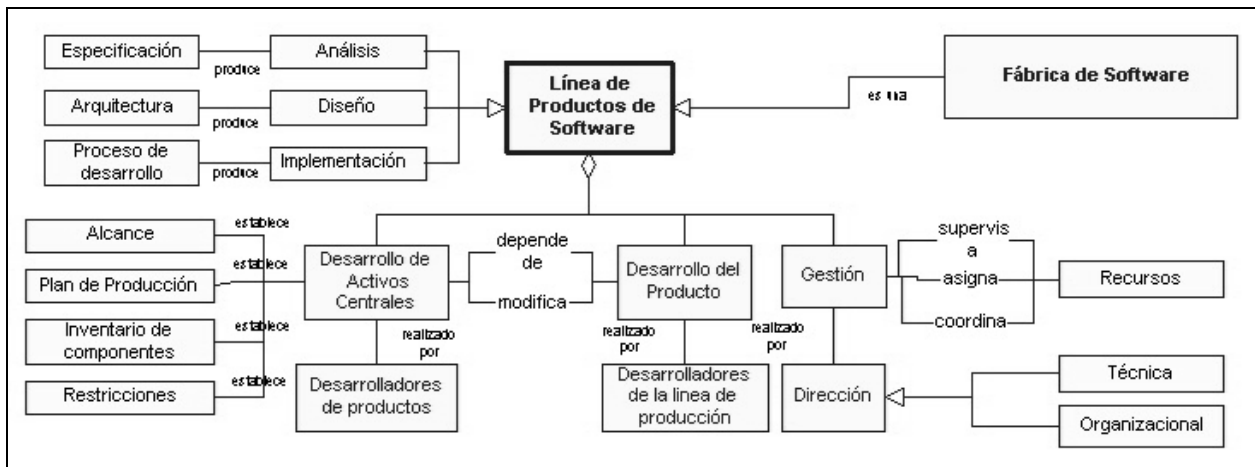 Especificación
produce
Análisis
Arquitectura
produce
Diseño
Proceso de
desarrollo
produce
Implementación
Línea de
Productos de
Software
es una
Fábrica de Software
Alcance
establece
Plan de Producción
establece
Inventario de
componentes
establece
Restricciones
establece
Desarrollo de
Activos
Centrales
depende
de
modifica
Desarrollo del
Producto
Gestión
supervis
a
asigna
coordina
Recursos
realizado
por
Desarrolladores
de productos
realizado
por
Desarrolladores
de la linea de
producción
realizado
por
Dirección
Técnica
Organizacional